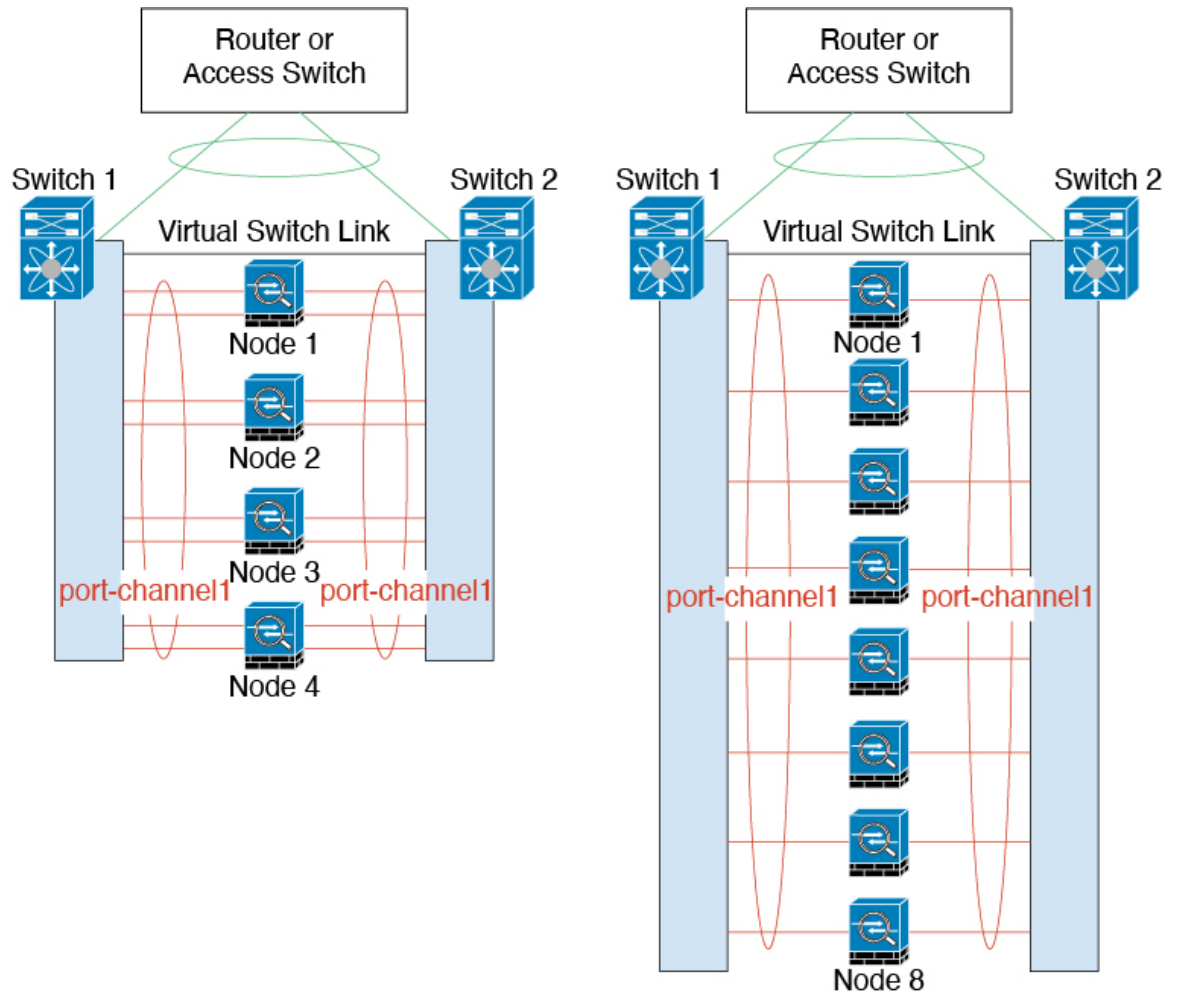 Router or
Access Switch
Switch 1
Switch 2
Virtual Switch Link
Node 1
Node 2
Node 3
port-channel1
port-channel1
Node 4
Router or
Access Switch
Switch 1
Switch 2
Virtual Switch Link
Node 1
port-channel1
port-channel1
Node 8